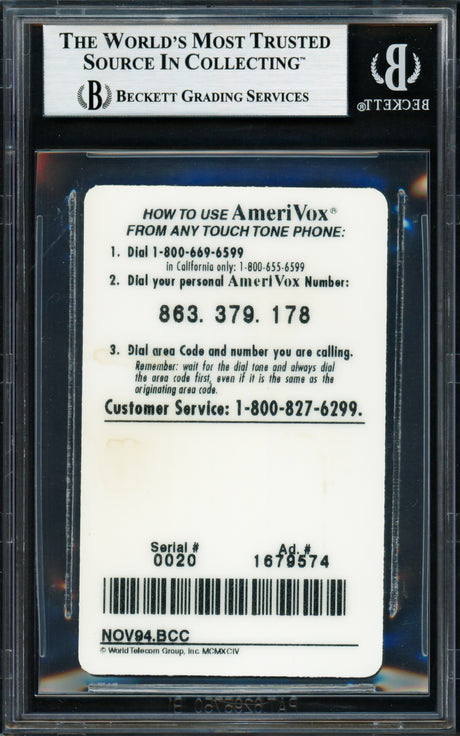 THE WORLD'S MOST TRUSTED
SOURCE IN COLLECTING™
B BECKETT GRADING SERVICES
B
BECKETT®
HOW TO USE AmeriVox®
FROM ANY TOUCH TONE PHONE:
1. Dial 1-800-669-6599
in California only: 1-800-655-6599
2. Dial your personal AmeriVox Number:
863. 379. 178
3. Dial area Code and number you are calling.
Remember: wait for the dial tone and always dial
the area code first, even if it is the same as the
originating area code.
Customer Service: 1-800-827-6299.
Serial # Ad. #
0020 1679574
NOV94.BCC
© World Telecom Group, Inc. MCMXCIV